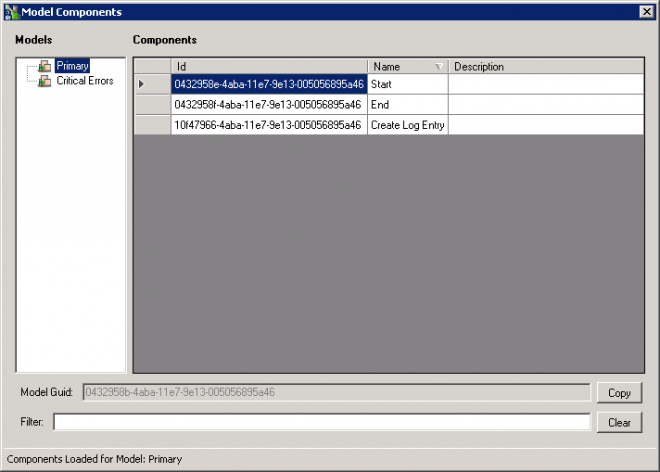 Model Components
Models
Components
Primary
Critical Errors
Id Name Description
0432958e-4aba-11e7-9e13-005056895a46 Start
0432958f-4aba-11e7-9e13-005056895a46 End
10f47966-4aba-11e7-9e13-005056895a46 Create Log Entry
Model Guid: 0432958b-4aba-11e7-9e13-005056895a46 Copy
Filter: Clear
Components Loaded for Model: Primary